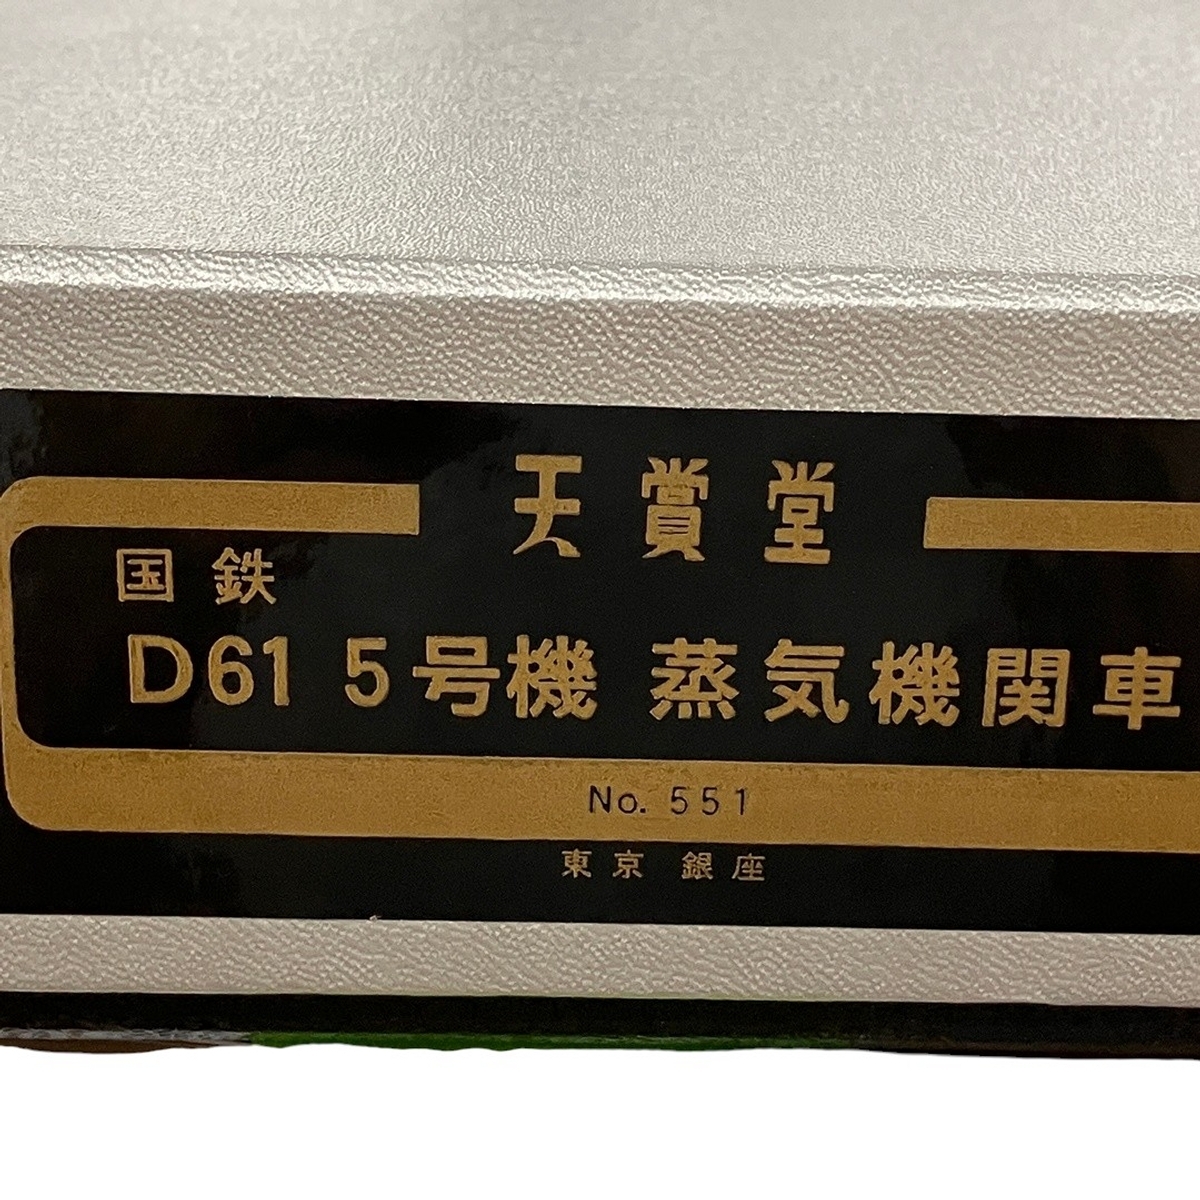 天賞堂
国鉄
D61 5号機 蒸気機関車
No. 551
東京 銀座